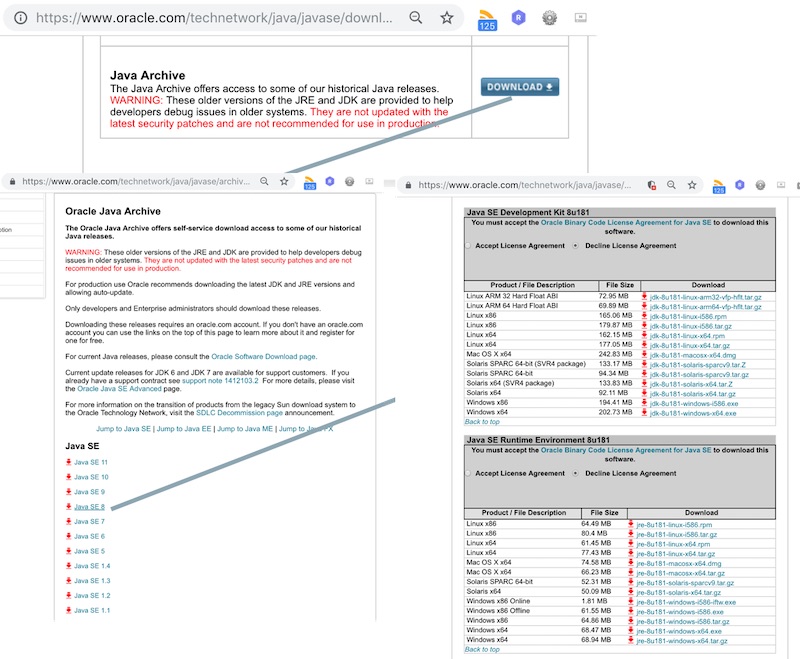 https://www.oracle.com/technetwork/java/javase/downl...
125
R
Java Archive
The Java Archive offers access to some of our historical Java releases.
WARNING: These older versions of the JRE and JDK are provided to help
developers debug issues in older systems. They are not updated with the
latest security patches and are not recommended for use in production.
DOWNLOAD
https://www.oracle.com/technetwork/java/javase/archiv...
125
R
ption
The Oracle Java Archive
The Oracle Java Archive offers self-service download access to some of our historical
Java releases.
WARNING: These older versions of the JRE and JDK are provided to help developers debug
issues in older systems. They are not updated with the latest security patches and are not
recommended for use in production.
For production use Oracle recommends downloading the latest JDK and JRE versions and
allowing auto-update.
Only developers and Enterprise administrators should download these releases.
Downloading these releases requires an oracle.com account. If you don't have an oracle.com
account you can use the links on the top of this page to learn more about it and register for
one for free.
For current Java releases, please consult the Oracle Software Download page.
Current update releases for JDK 6 and JDK 7 are available for support customers. If you
already have a support contract see support note 1412103.2 For more details, please visit
the Oracle Java SE Advanced page.
For more information on the transition of products from the legacy Sun download system to
the Oracle Technology Network, visit the SDLC Decommission page announcement.
Jump to Java SE | Jump to Java EE | Jump to Java ME | Jump to Java FX
Java SE
Java SE 11
Java SE 10
Java SE 9
Java SE 8
Java SE 7
Java SE 6
Java SE 5
Java SE 1.4
Java SE 1.3
Java SE 1.2
Java SE 1.1
https://www.oracle.com/technetwork/java/javase/...
125
R
Java SE Development Kit 8u181
You must accept the Oracle Binary Code License Agreement for Java SE to download this
software.
Accept License Agreement Decline License Agreement
Product / File Description File Size Download
Linux ARM 32 Hard Float ABI 72.95 MB jdk-8u181-linux-arm32-vfp-hflt.tar.gz
Linux ARM 64 Hard Float ABI 69.89 MB jdk-8u181-linux-arm64-vfp-hflt.tar.gz
Linux x86 165.06 MB jdk-8u181-linux-i586.rpm
Linux x86 179.87 MB jdk-8u181-linux-i586.tar.gz
Linux x64 162.15 MB jdk-8u181-linux-x64.rpm
Linux x64 177.05 MB jdk-8u181-linux-x64.tar.gz
Mac OS X x64 242.83 MB jdk-8u181-macosx-x64.dmg
Solaris SPARC 64-bit (SVR4 package) 133.17 MB jdk-8u181-solaris-sparcv9.tar.Z
Solaris SPARC 64-bit 94.34 MB jdk-8u181-solaris-sparcv9.tar.gz
Solaris x64 (SVR4 package) 133.83 MB jdk-8u181-solaris-x64.tar.Z
Solaris x64 92.11 MB jdk-8u181-solaris-x64.tar.gz
Windows x86 194.41 MB jdk-8u181-windows-i586.exe
Windows x64 202.73 MB jdk-8u181-windows-x64.exe
Back to top
Java SE Runtime Environment 8u181
You must accept the Oracle Binary Code License Agreement for Java SE to download this
software.
Accept License Agreement Decline License Agreement
Product / File Description File Size Download
Linux x86 64.49 MB jre-8u181-linux-i586.rpm
Linux x86 80.4 MB jre-8u181-linux-i586.tar.gz
Linux x64 61.45 MB jre-8u181-linux-x64.rpm
Linux x64 77.43 MB jre-8u181-linux-x64.tar.gz
Mac OS X x64 74.58 MB jre-8u181-macosx-x64.dmg
Mac OS X x64 66.23 MB jre-8u181-macosx-x64.tar.gz
Solaris SPARC 64-bit 52.31 MB jre-8u181-solaris-sparcv9.tar.gz
Solaris x64 50.09 MB jre-8u181-solaris-x64.tar.gz
Windows x86 Online 1.81 MB jre-8u181-windows-i586-iftw.exe
Windows x86 Offline 61.55 MB jre-8u181-windows-i586.exe
Windows x86 64.86 MB jre-8u181-windows-i586.tar.gz
Windows x64 68.47 MB jre-8u181-windows-x64.exe
Windows x64 68.94 MB jre-8u181-windows-x64.tar.gz
Back to top